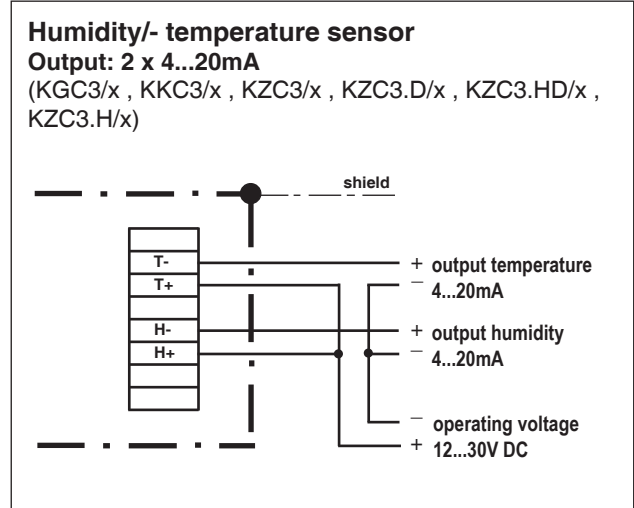 Humidity/- temperature sensor
Output: 2 x 4...20mA
(KGC3/x , KKC3/x , KZC3/x , KZC3.D/x , KZC3.HD/x ,
KZC3.H/x)
shield
T-
+ output temperature
T+
− 4...20mA
H-
+ output humidity
H+
− 4...20mA
− operating voltage
+ 12...30V DC